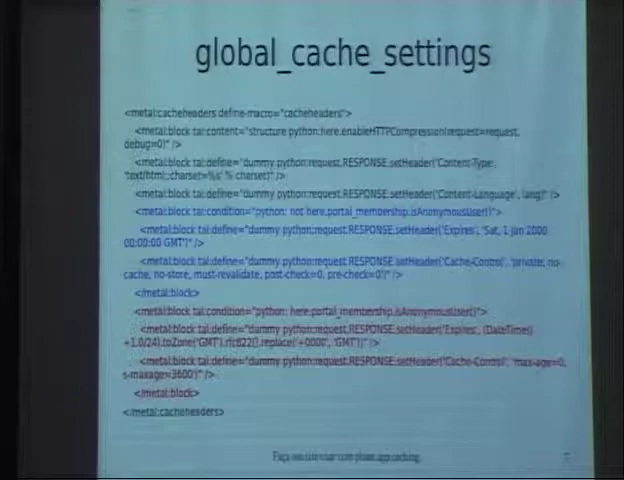 global_cache_settings
<metal:cacheheaders define-macro="cacheheaders">
<metal:block tal:content="structure python:here.enableHTTPCompression(request=request,
debug=0)" />
<metal:block tal:define="dummy python:request.RESPONSE.setHeader('Content-Type',
'text/html;;charset=%s' % charset)" />
<metal:block tal:define="dummy python:request.RESPONSE.setHeader('Content-Language', lang)" />
<metal:block tal:condition="python: not here.portal_membership.isAnonymousUser()">
<metal:block tal:define="dummy python:request.RESPONSE.setHeader('Expires', 'Sat, 1 Jan 2000
00:00:00 GMT')" />
<metal:block tal:define="dummy python:request.RESPONSE.setHeader('Cache-Control', 'private, no-
cache, no-store, must-revalidate, post-check=0, pre-check=0')" />
</metal:block>
<metal:block tal:condition="python: here.portal_membership.isAnonymousUser()">
<metal:block tal:define="dummy python:request.RESPONSE.setHeader('Expires', (DateTime()
+1.0/24).toZone('GMT').rfc822().replace('+0000', 'GMT'))" />
<metal:block tal:define="dummy python:request.RESPONSE.setHeader('Cache-Control', 'max-age=0,
s-maxage=3600')" />
</metal:block>
</metal:cacheheaders>